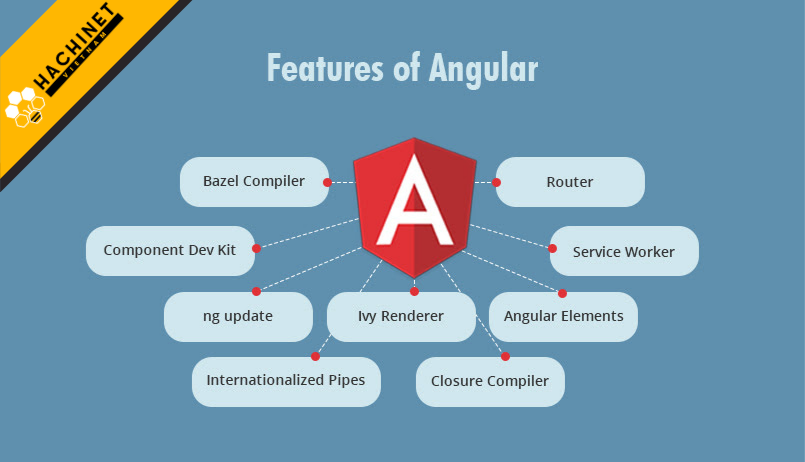 HACHINET
VIETNAM
Features of Angular
A
Bazel Compiler
Router
Component Dev Kit
Service Worker
ng update
Ivy Renderer
Angular Elements
Internationalized Pipes
Closure Compiler